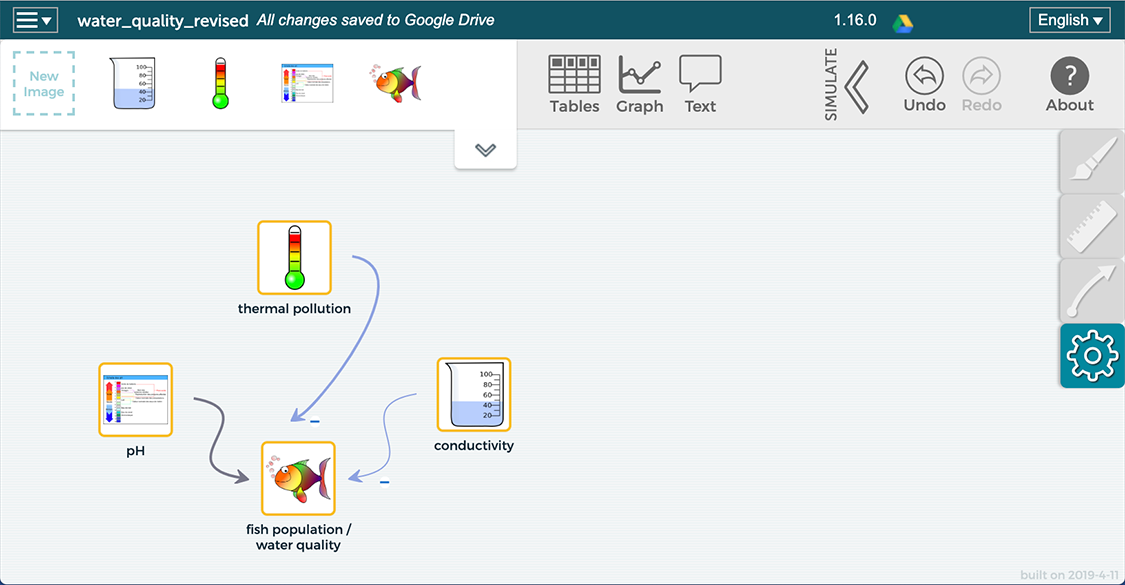 water_quality_revised All changes saved to Google Drive 1.16.0 English
New
Image
100
80
60
40
20
Tables
Graph
Text
SIMULATE
Undo
Redo
?
About
thermal pollution
100
80
60
40
20
conductivity
pH
fish population /
water quality
built on 2019-4-11